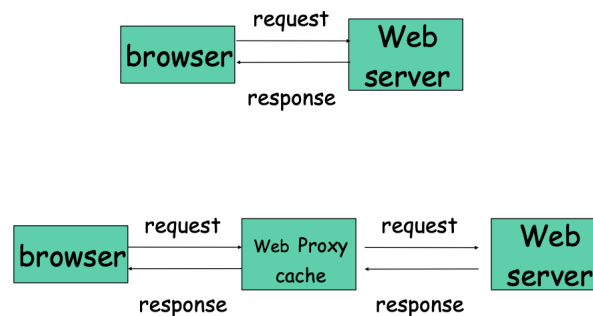 request
browser
Web
server
response
request
request
browser
Web Proxy
cache
Web
server
response
response